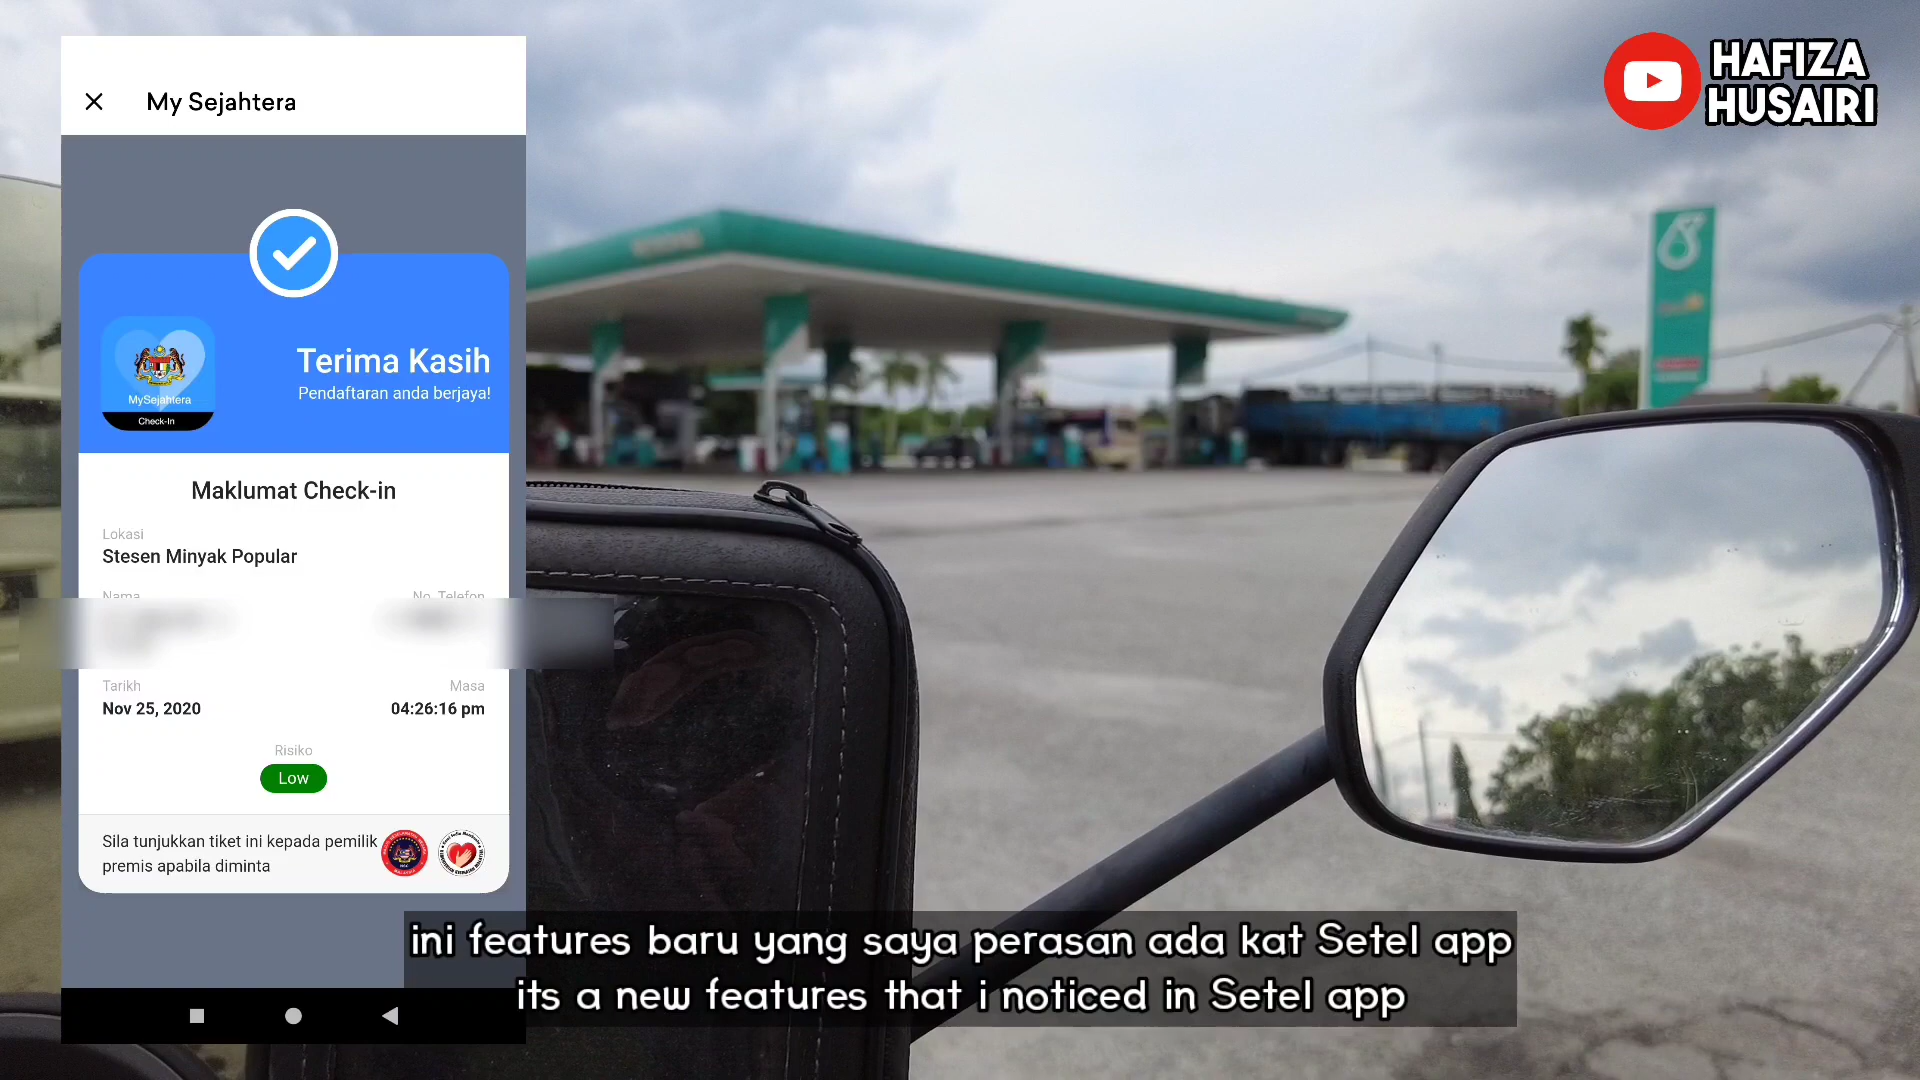 My Sejahtera
HAFIZA
HUSAIRI
MySejahtera
Check-In
Terima Kasih
Pendaftaran anda berjaya!
Maklumat Check-in
Lokasi
Stesen Minyak Popular
Nama
No. Telefon
Tarikh
Masa
Nov 25, 2020
04:26:16 pm
Risiko
Low
Sila tunjukkan tiket ini kepada pemilik
premis apabila diminta
ini features baru yang saya perasan ada kat Setel app
its a new features that i noticed in Setel app